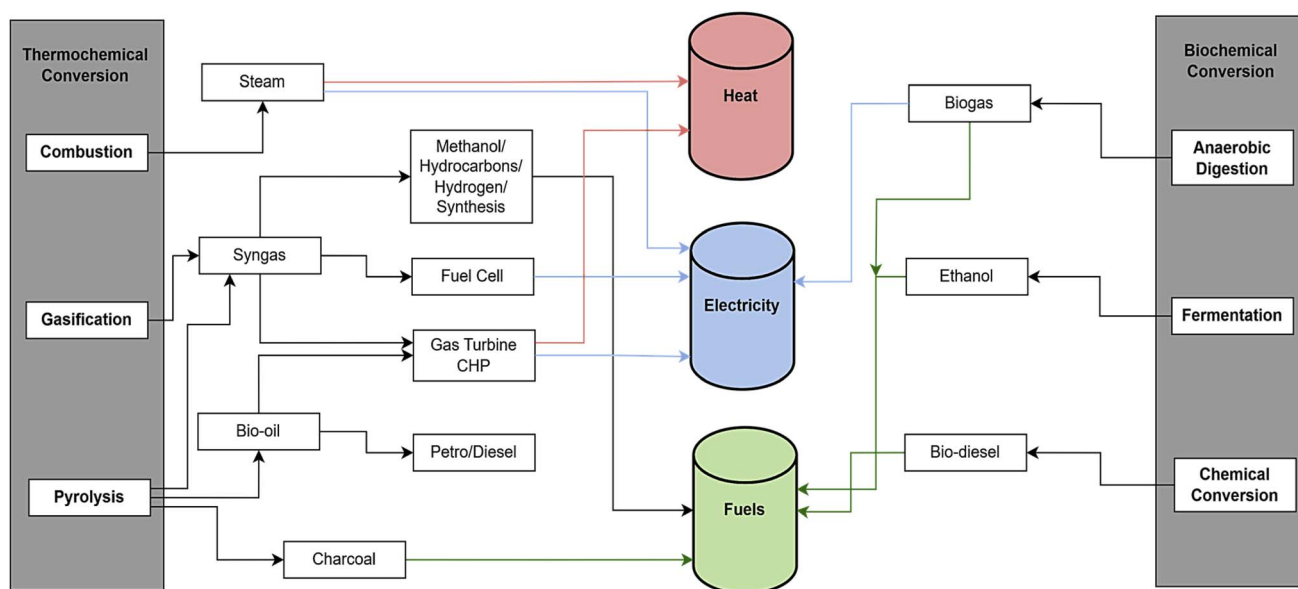 Thermochemical
Conversion
Combustion
Gasification
Pyrolysis
Steam
Methanol/
Hydrocarbons/
Hydrogen/
Synthesis
Syngas
Fuel Cell
Gas Turbine
CHP
Bio-oil
Petro/Diesel
Charcoal
Heat
Electricity
Fuels
Biogas
Ethanol
Bio-diesel
Biochemical
Conversion
Anaerobic
Digestion
Fermentation
Chemical
Conversion